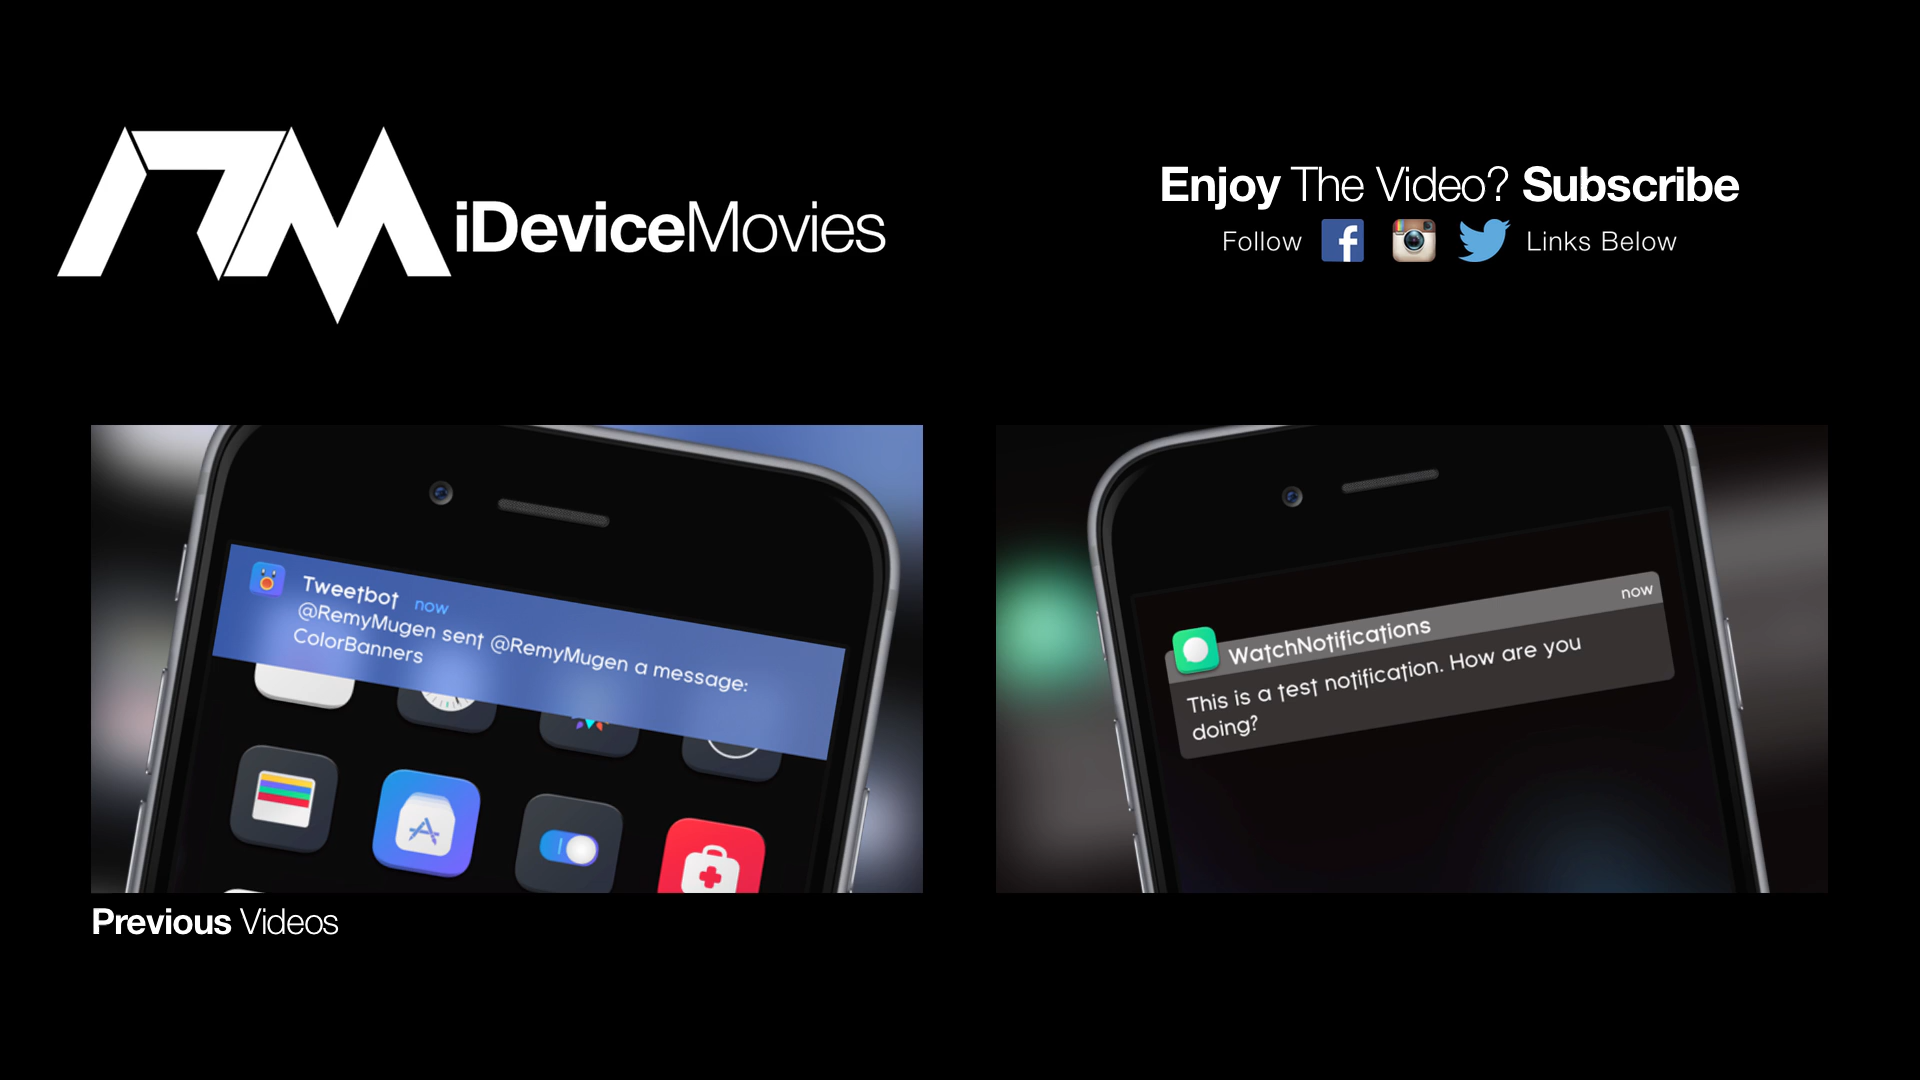 iDeviceMovies
Enjoy The Video? Subscribe
Follow
Links Below
Tweetbot now
@RemyMugen sent @RemyMugen a message:
ColorBanners
now
WatchNotifications
This is a test notification. How are you
doing?
Previous Videos